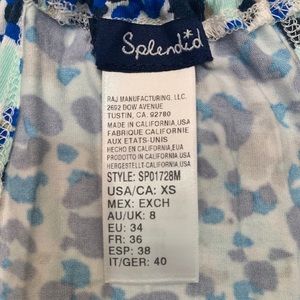 Splendid
RAJ MANUFACTURING. LLC.
2692 DOW AVENUE
TUSTIN, CA. 92780
MADE IN CALIFORNIA,USA
FABRIQUE CALIFORNIE
AUX ETATS-UNIS
HECHO EN CALIFORNIA,EUA
PRODOTTO IN CALIFORNIA,USA
HERGESTELLT-CALIFORNIA,USA
STYLE: SP01728M
USA/CA: XS
MEX: EXCH
AU/UK: 8
EU: 34
FR: 36
ESP: 38
IT/GER: 40